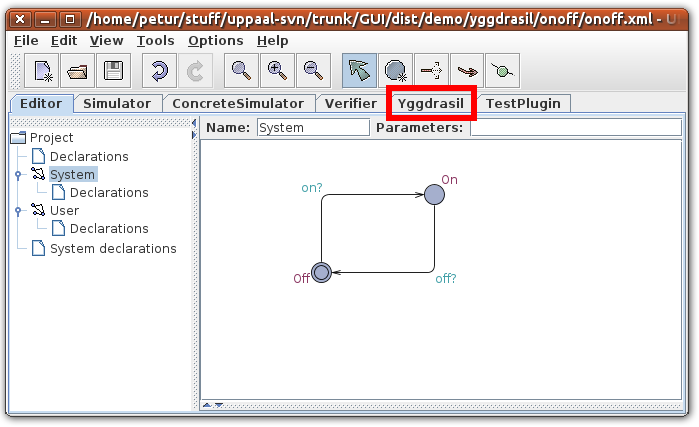 /home/petur/stuff/uppaal-svn/trunk/GUI/dist/demo/yggdrasil/onoff/onoff.xml - U
File Edit View Tools Options Help
Editor Simulator ConcreteSimulator Verifier Yggdrasil TestPlugin
Project
Declarations
System
Declarations
User
Declarations
System declarations
Name: System Parameters:
on? On
Off off?